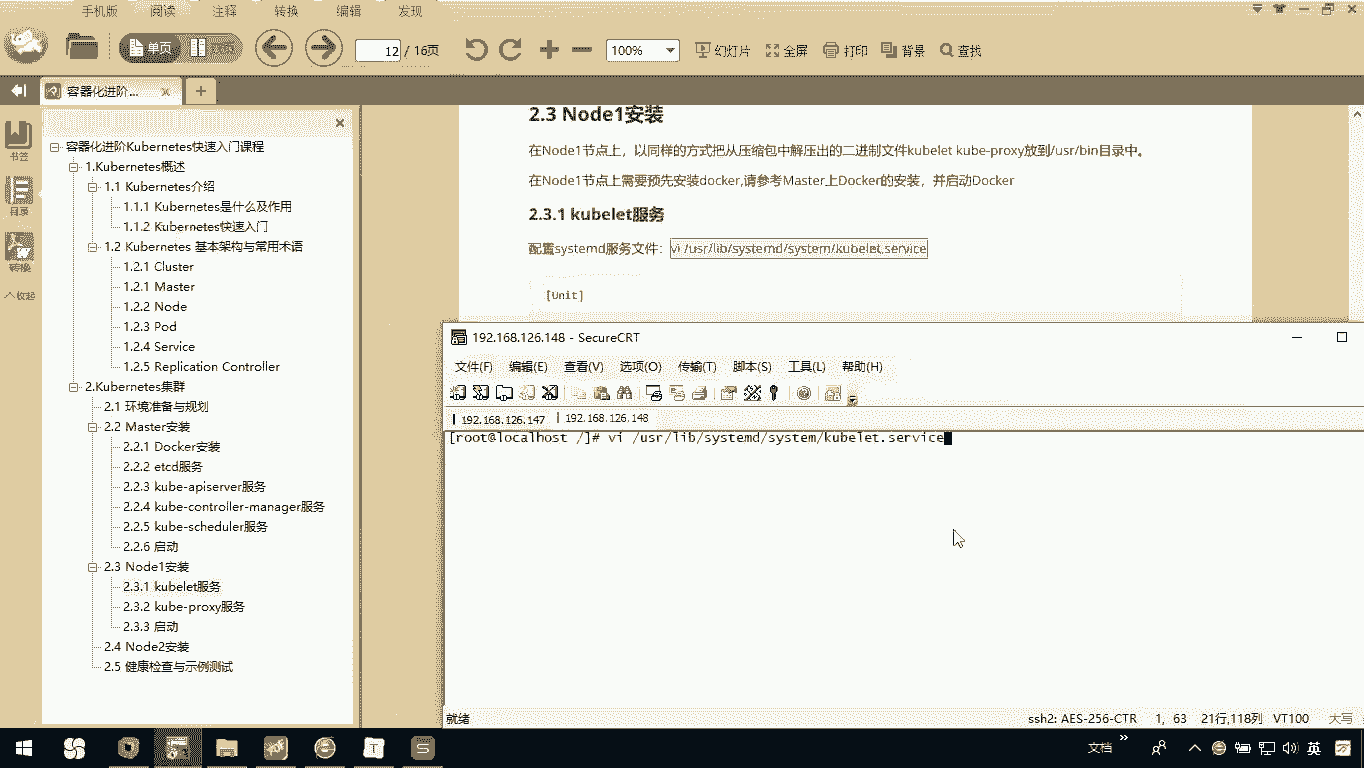 手机版 阅读 注释 转换 编辑 发现
单页
12 / 16页
100%
幻灯片 全屏 打印 背景 查找
容器化进阶...
书签
目录
转换
收起
容器化进阶Kubernetes快速入门课程
1.Kubernetes概述
1.1 Kubernetes介绍
1.1.1 Kubernetes是什么及作用
1.1.2 Kubernetes快速入门
1.2 Kubernetes 基本架构与常用术语
1.2.1 Cluster
1.2.1 Master
1.2.2 Node
1.2.3 Pod
1.2.4 Service
1.2.5 Replication Controller
2.Kubernetes集群
2.1 环境准备与规划
2.2 Master安装
2.2.1 Docker安装
2.2.2 etcd服务
2.2.3 kube-apiserver服务
2.2.4 kube-controller-manager服务
2.2.5 kube-scheduler服务
2.2.6 启动
2.3 Node1安装
2.3.1 kubelet服务
2.3.2 kube-proxy服务
2.3.3 启动
2.4 Node2安装
2.5 健康检查与示例测试
2.3 Node1安装
在Node1节点上，以同样的方式把从压缩包中解压出的二进制文件kubelet kube-proxy放到/usr/bin目录中。
在Node1节点上需要预先安装docker,请参考Master上Docker的安装，并启动Docker
2.3.1 kubelet服务
配置systemd服务文件：vi /usr/lib/systemd/system/kubelet.service
[Unit]
192.168.126.148 - SecureCRT
文件(F) 编辑(E) 查看(V) 选项(O) 传输(T) 脚本(S) 工具(L) 帮助(H)
192.168.126.147 192.168.126.148
[root@localhost /]# vi /usr/lib/systemd/system/kubelet.service
就绪
ssh2: AES-256-CTR 1, 63 21行,118列 VT100 大写
文档 英